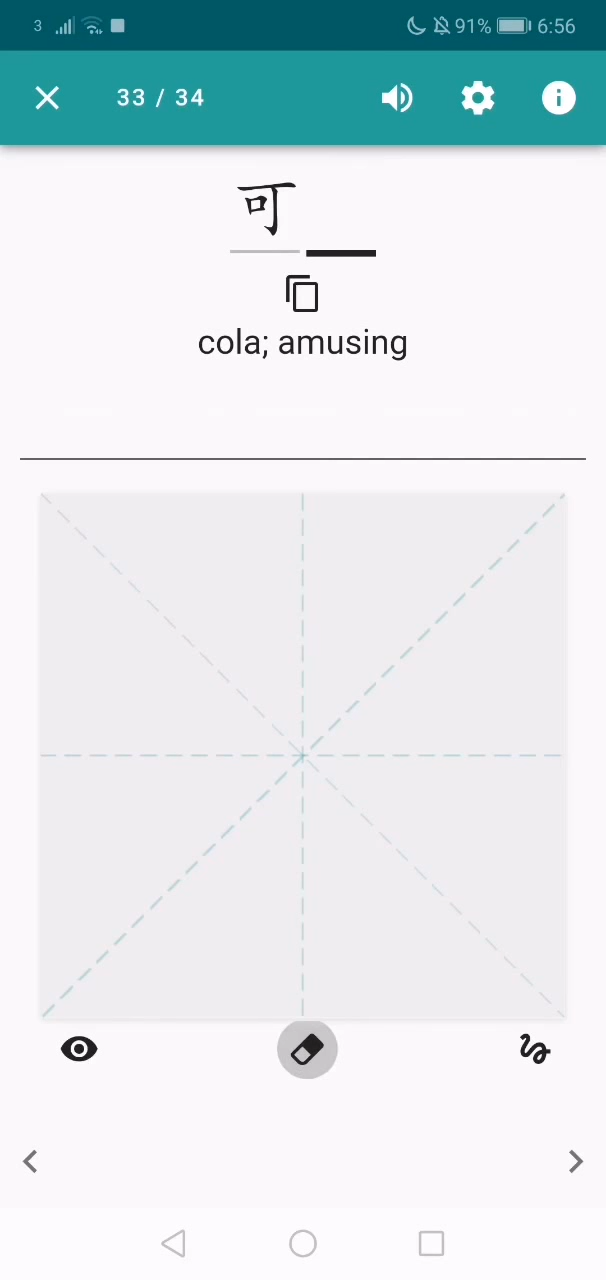 3 91% 6:56
33 / 34
可
cola; amusing